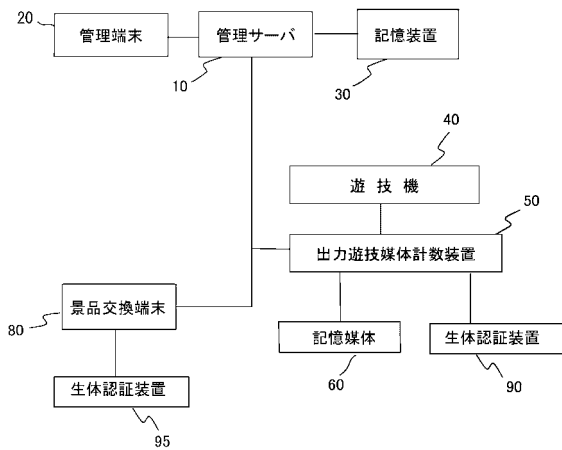 20
管理端末
管理サーバ
記憶装置
10
30
40
遊技機
50
出力遊技媒体計数装置
景品交換端末
80
記憶媒体
生体認証装置
60
90
生体認証装置
95